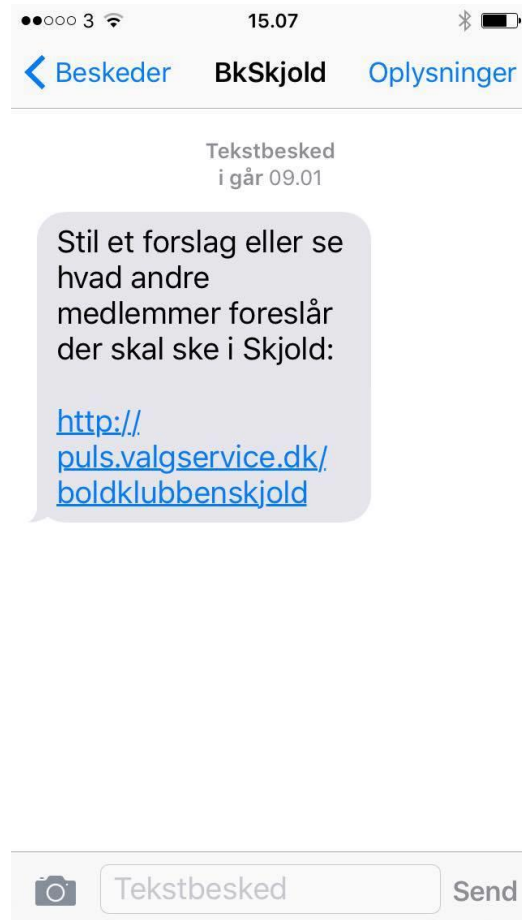 3 15.07
Beskeder BkSkjold Oplysninger
Tekstbesked
i går 09.01
Stil et forslag eller se
hvad andre
medlemmer foreslår
der skal ske i Skjold:
http://
puls.valgservice.dk/
boldklubbenskjold
Tekstbesked Send